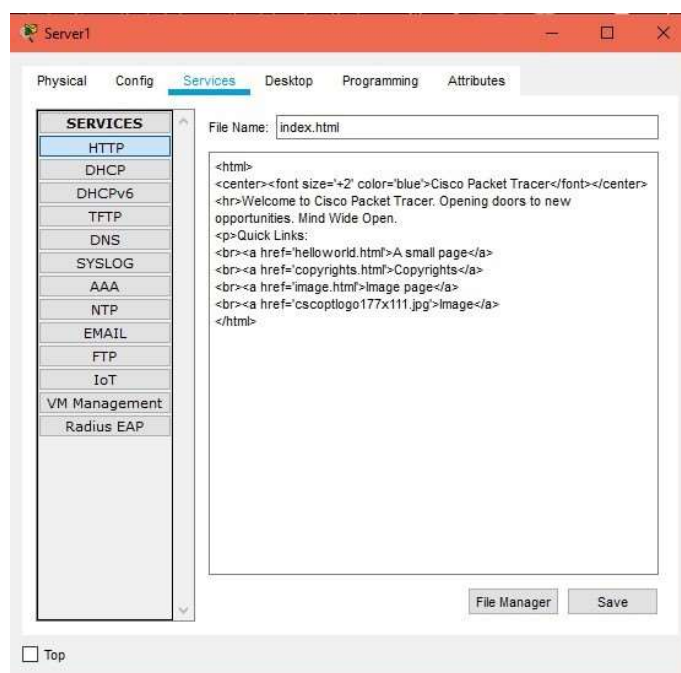 Server1
Physical Config Services Desktop Programming Attributes
SERVICES
HTTP
DHCP
DHCPv6
TFTP
DNS
SYSLOG
AAA
NTP
EMAIL
FTP
IoT
VM Management
Radius EAP
File Name: index.html
<html>
<center><font size='+2' color='blue'>Cisco Packet Tracer</font></center>
<hr>Welcome to Cisco Packet Tracer. Opening doors to new
opportunities. Mind Wide Open.
<p>Quick Links:
<br><a href='helloworld.html'>A small page</a>
<br><a href='copyrights.html'>Copyrights</a>
<br><a href='image.html'>Image page</a>
<br><a href='cscoptlogo177x111.jpg'>Image</a>
</html>
File Manager Save
Top